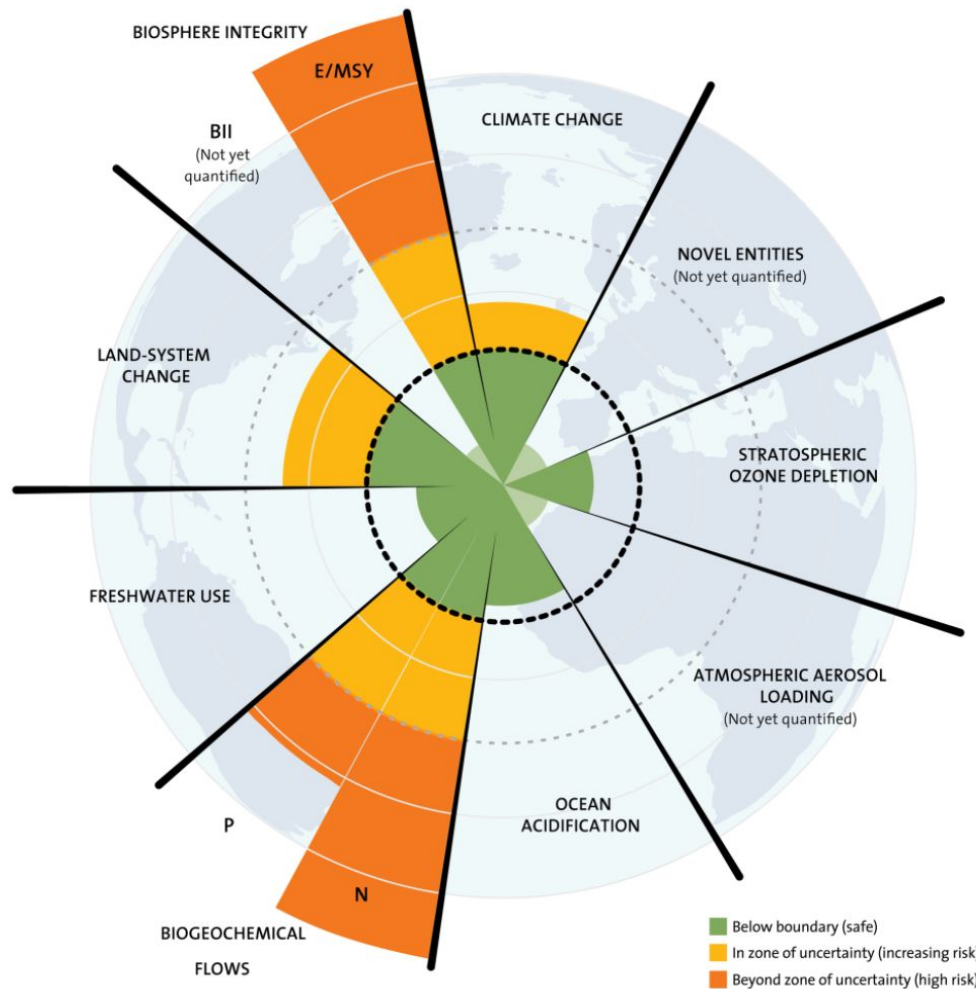 BIOSPHERE INTEGRITY
E/MSY
CLIMATE CHANGE
BII
(Not yet
quantified)
NOVEL ENTITIES
(Not yet quantified)
LAND-SYSTEM
CHANGE
STRATOSPHERIC
OZONE DEPLETION
FRESHWATER USE
ATMOSPHERIC AEROSOL
LOADING
(Not yet quantified)
OCEAN
ACIDIFICATION
P
N
BIOGEOCHEMICAL
FLOWS
Below boundary (safe)
In zone of uncertainty (increasing risk)
Beyond zone of uncertainty (high risk)